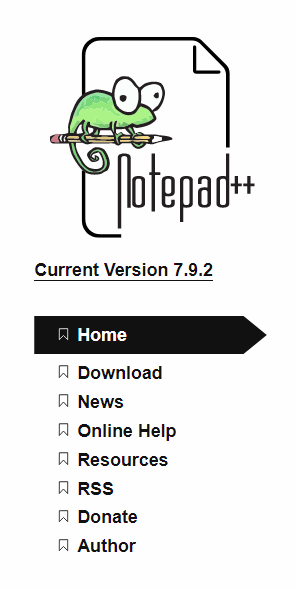 Notepad++
Current Version 7.9.2
Home
Download
News
Online Help
Resources
RSS
Donate
Author